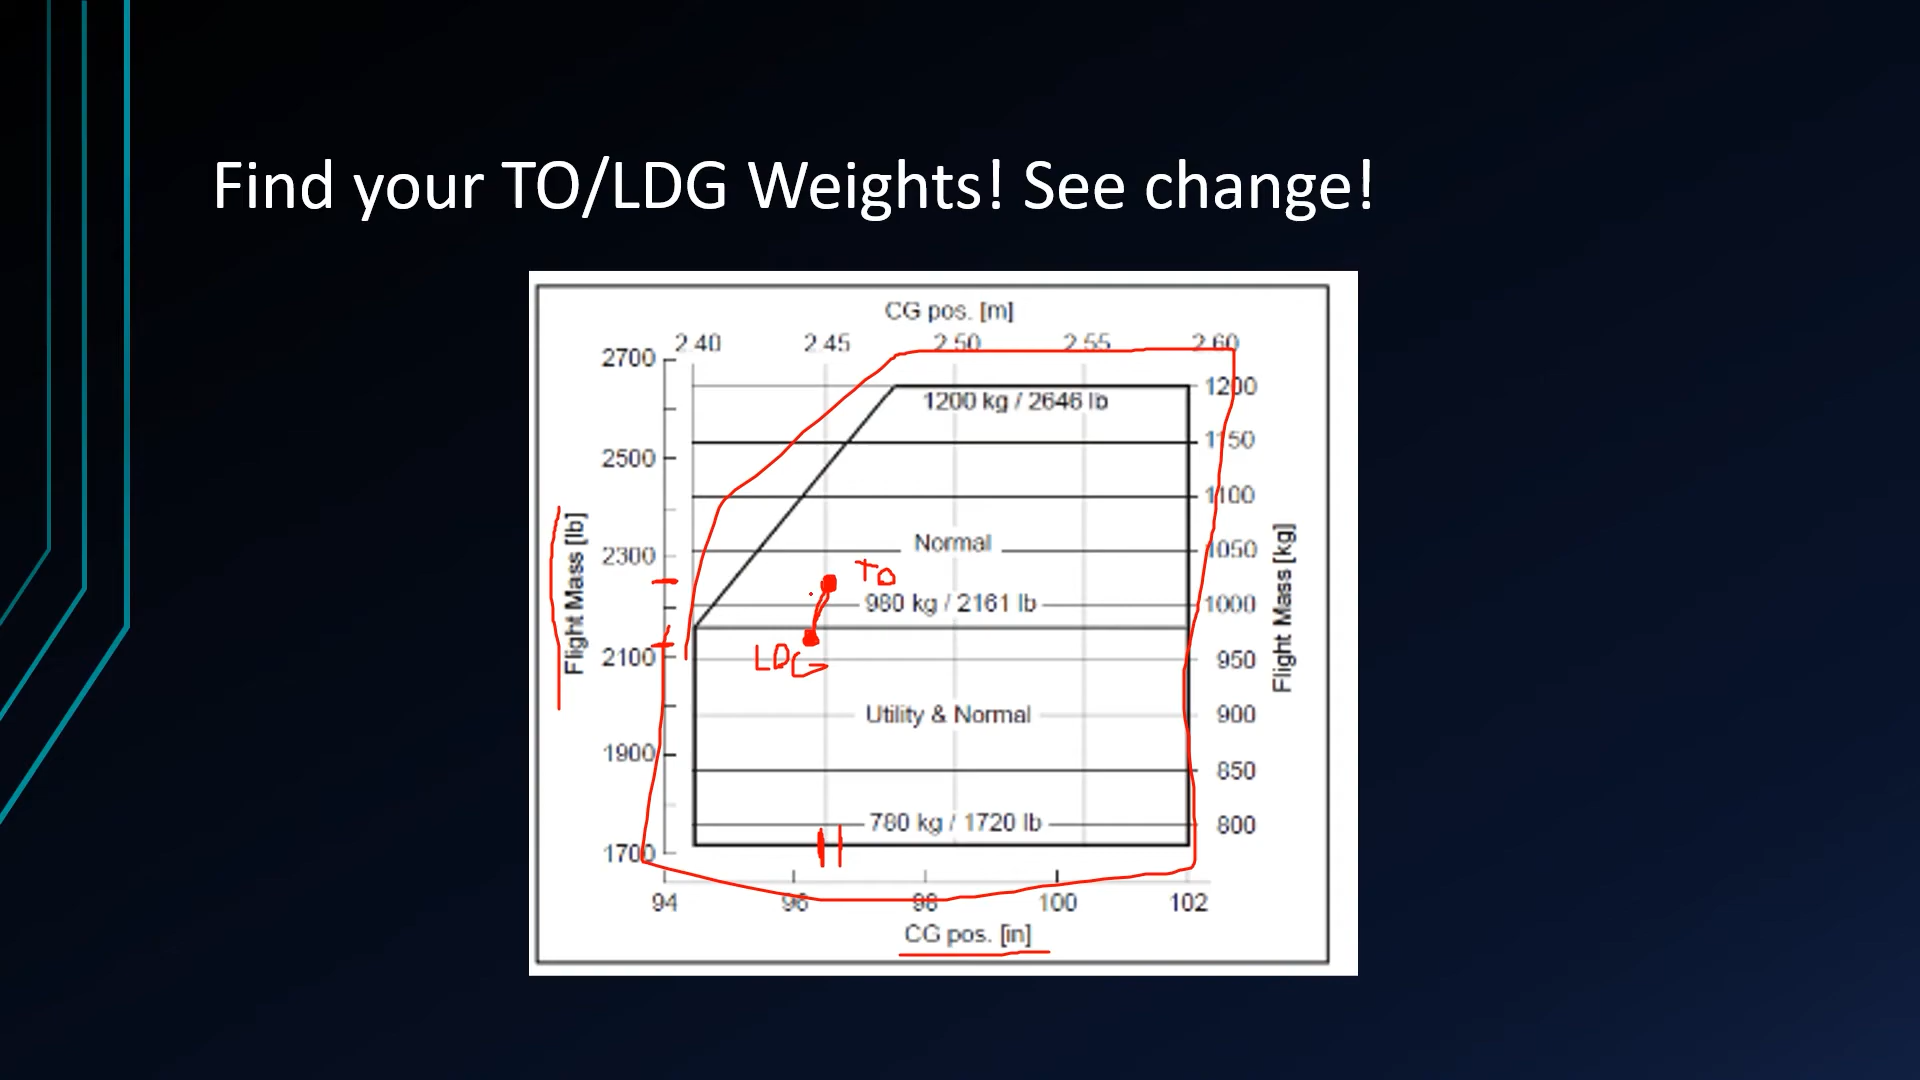 Find your TO/LDG Weights! See change!
CG pos. [m]
2.40 2.45 2.50 2.55 2.60
2700
1200
1200 kg / 2646 lb
1150
2500
1100
Normal
1050
2300
TO
980 kg / 2161 lb
1000
LDG
2100
950
Utility & Normal
900
1900
850
780 kg / 1720 lb
800
1700
94 96 98 100 102
CG pos. [in]
Flight Mass [lb]
Flight Mass [kg]